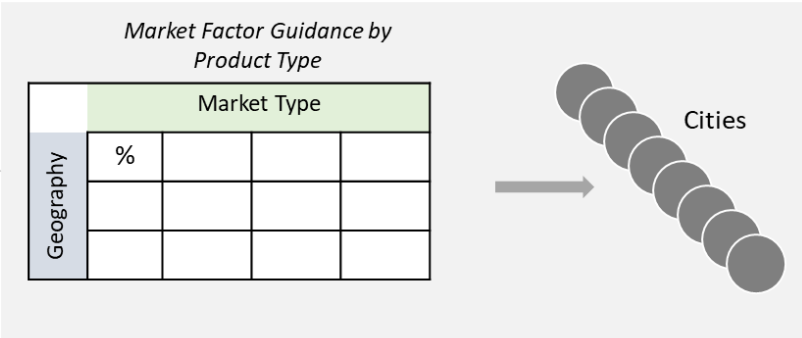 Market Factor Guidance by
Product Type
Market Type
Cities
%
Geography